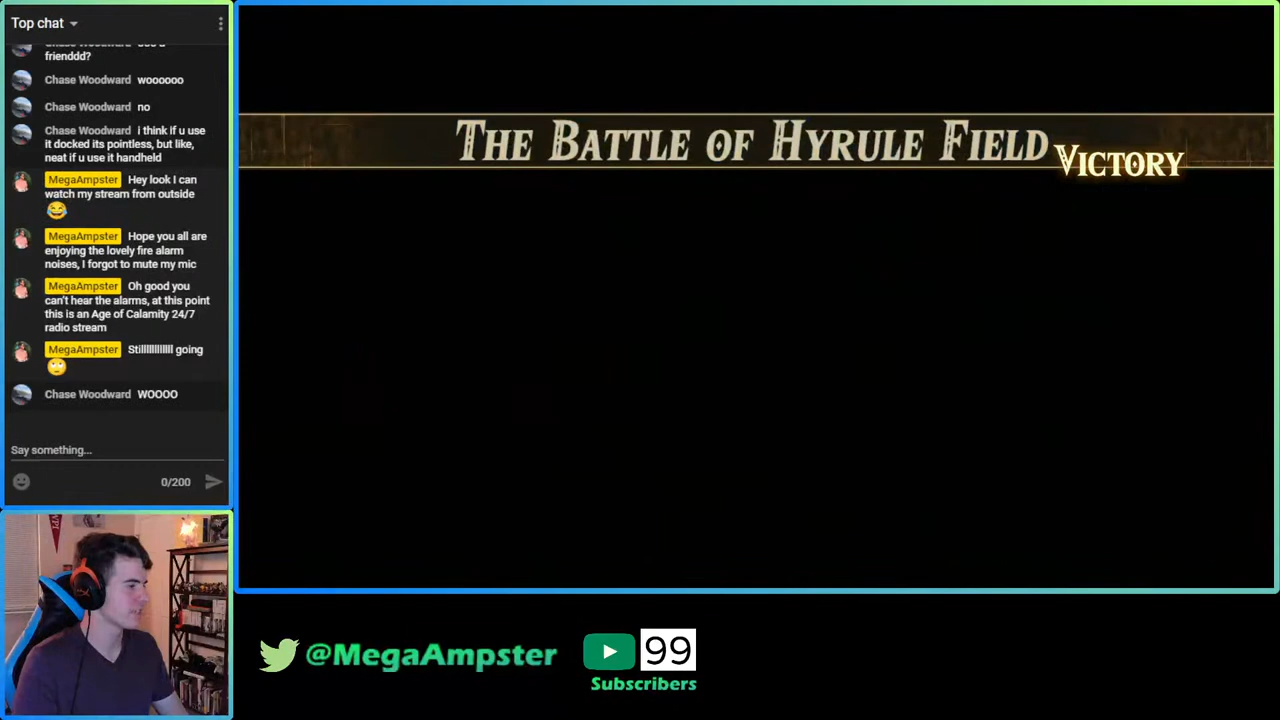 Top chat
frienddd?
Chase Woodward woooooo
Chase Woodward no
Chase Woodward i think if u use
it docked its pointless, but like,
neat if u use it handheld
MegaAmpster Hey look I can
watch my stream from outside
😂
MegaAmpster Hope you all are
enjoying the lovely fire alarm
noises, I forgot to mute my mic
MegaAmpster Oh good you
can't hear the alarms, at this point
this is an Age of Calamity 24/7
radio stream
MegaAmpster Stillllllllllllll going
🙄
Chase Woodward WOOOO
Say something...
0/200
The Battle of Hyrule Field
Victory
@MegaAmpster
99
Subscribers